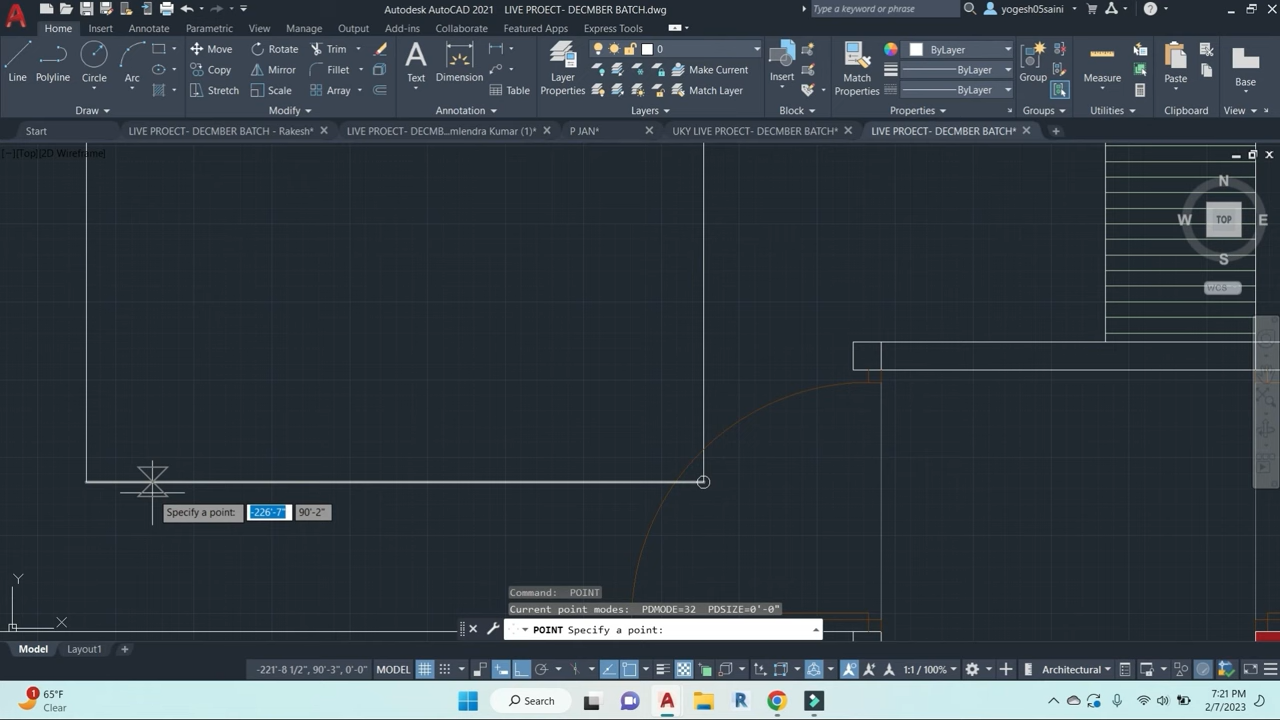 Autodesk AutoCAD 2021 LIVE PROECT- DECMBER BATCH.dwg
Type a keyword or phrase
yogesh05saini
Home Insert Annotate Parametric View Manage Output Add-ins Collaborate Express Tools Featured Apps
Line Polyline Circle Arc
Move Rotate Trim
Copy Mirror Fillet
Stretch Scale Array
Text Dimension Table
Layer Properties
0
Make Current
Match Layer
Insert
Match Properties
ByLayer
ByLayer
ByLayer
Group
Measure
Paste
Base
Draw Modify Annotation Layers Block Properties Groups Utilities Clipboard View
Start LIVE PROECT- DECMBER BATCH - Rakesh* LIVE PROECT- DECMB...mlendra Kumar (1)* P JAN* UKY LIVE PROECT- DECMBER BATCH* LIVE PROECT- DECMBER BATCH*
[−][Top][2D Wireframe]
N
W TOP E
S
WCS
Specify a point: -226'-7" 90'-2"
Y
X
Command: POINT
Current point modes: PDMODE=32 PDSIZE=0'-0"
POINT Specify a point:
Model Layout1
-221'-8 1/2", 90'-3", 0'-0" MODEL 1:1 / 100% Architectural
1
65°F
Clear
Search
7:21 PM
2/7/2023